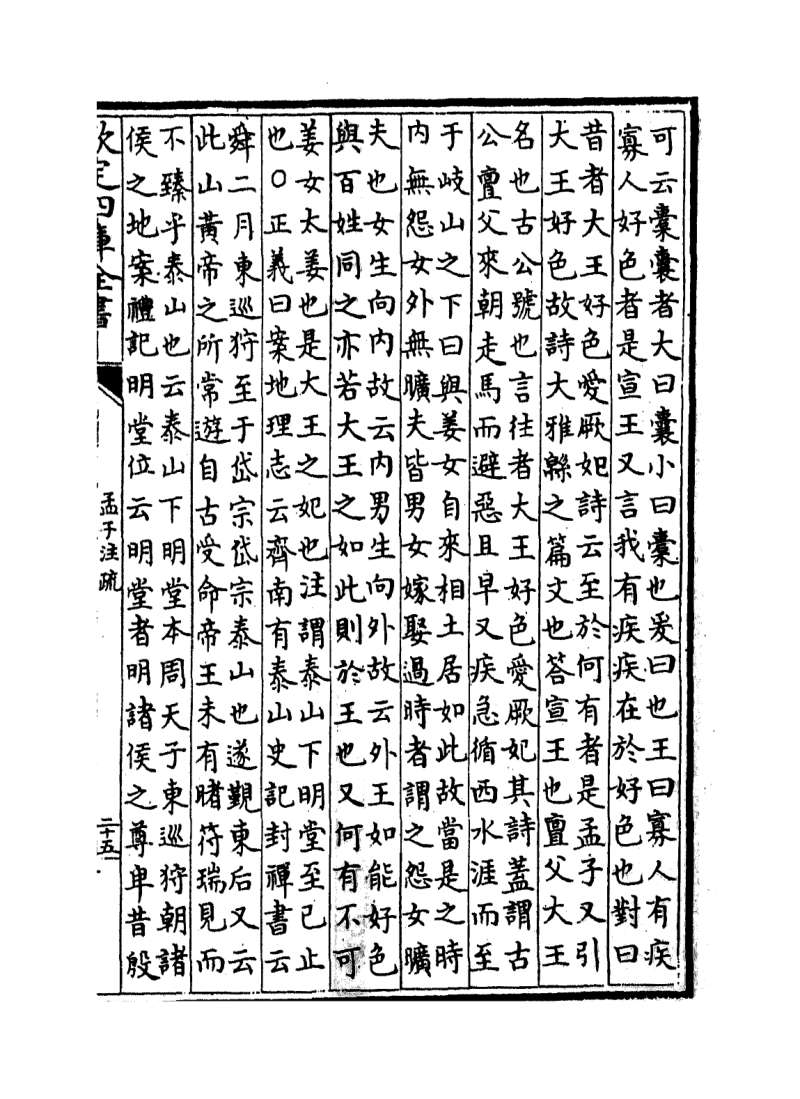 可云囊橐者大曰囊小曰橐也爰曰也王曰寡人有疾
寡人好色者是宣王又言我有疾疾在於好色也對曰
昔者大王好色愛厥妃詩云至於何有者是孟子又引
大王好色故詩大雅緜之篇文也答宣王也亶父大王
名也古公號也言往者大王好色愛厥妃其詩蓋謂古
公亶父來朝走馬而避惡且早又疾急循西水涯而至
于岐山之下曰與姜女自來相土居如此故當是之時
内無怨女外無曠夫皆男女嫁娶過時者謂之怨女曠
夫也女生向内故云内男生向外故云外王如能好色
與百姓同之亦若大王之如此則於王也又何有不可
姜女太姜也是大王之妃也注謂泰山下明堂至已止
也〇正義曰案地理志云齊南有泰山史記封禪書云
舜二月東巡狩至于岱宗岱宗泰山也遂覲東后又云
此山黄帝之所常遊自古受命帝王未有睹符瑞見而
不臻乎泰山也云泰山下明堂本周天子東巡狩朝諸
侯之地案禮記明堂位云明堂者明諸侯之尊卑昔殷
欽定四庫全書
孟子注疏
二十五